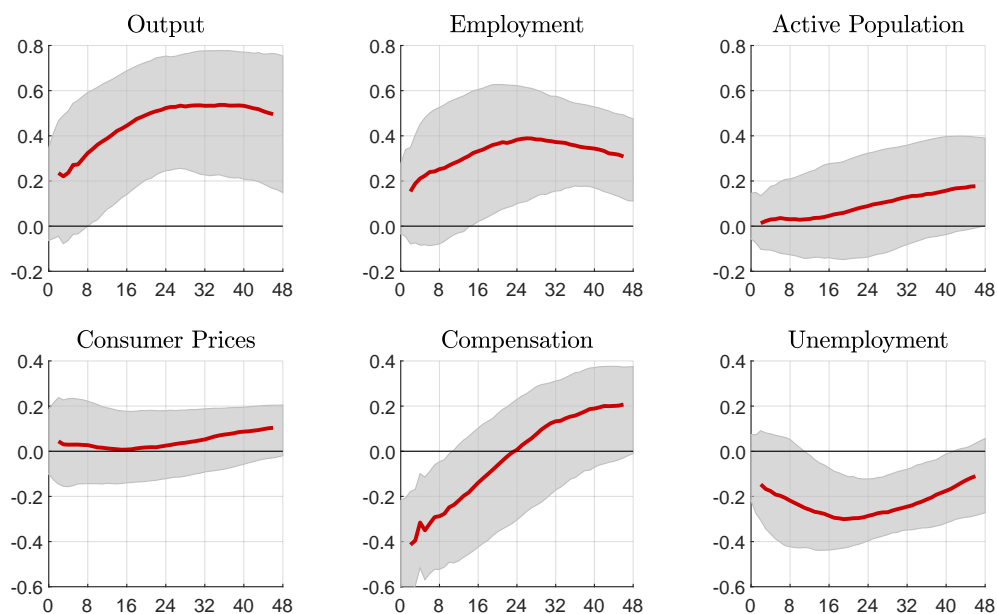 Output Employment Active Population
0.8 0.8 0.8
0.6 0.6 0.6
0.4 0.4 0.4
0.2 0.2 0.2
0.0 0.0 0.0
-0.2 -0.2 -0.2
0 8 16 24 32 40 48 0 8 16 24 32 40 48 0 8 16 24 32 40 48
Consumer Prices Compensation Unemployment
0.4 0.4 0.4
0.2 0.2 0.2
0.0 0.0 0.0
-0.2 -0.2 -0.2
-0.4 -0.4 -0.4
-0.6 -0.6 -0.6
0 8 16 24 32 40 48 0 8 16 24 32 40 48 0 8 16 24 32 40 48